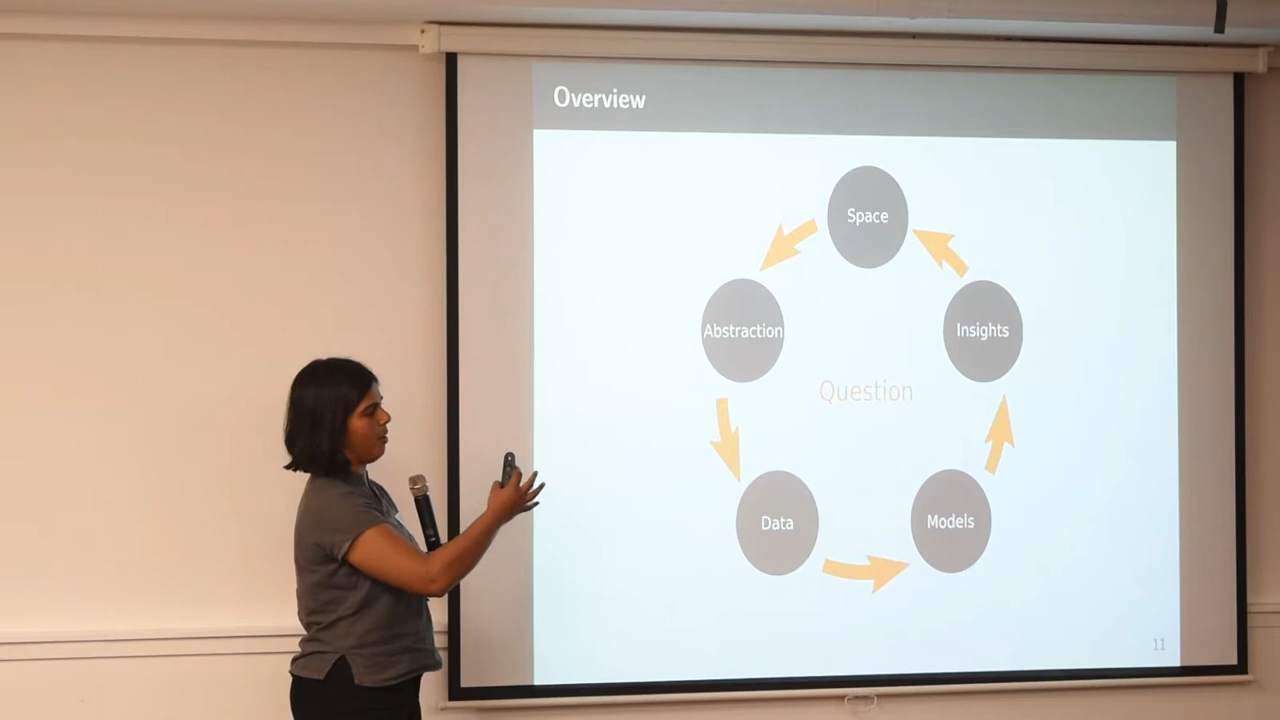 Overview
Space
Abstraction
Insights
Question
Data
Models
11